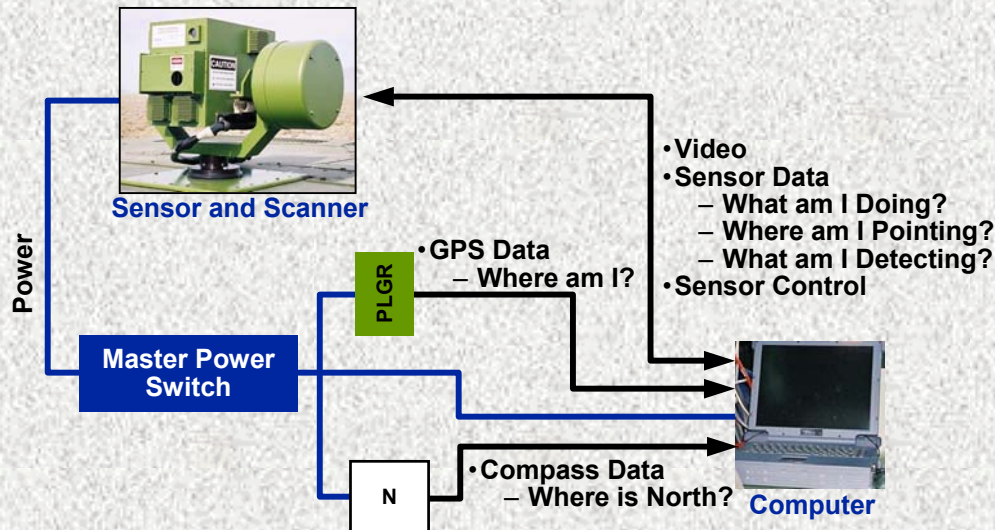 CAUTION
Sensor and Scanner
Power
•Video
•Sensor Data
– What am I Doing?
– Where am I Pointing?
– What am I Detecting?
•Sensor Control
•GPS Data
– Where am I?
PLGR
Master Power
Switch
N
•Compass Data
– Where is North?
Computer